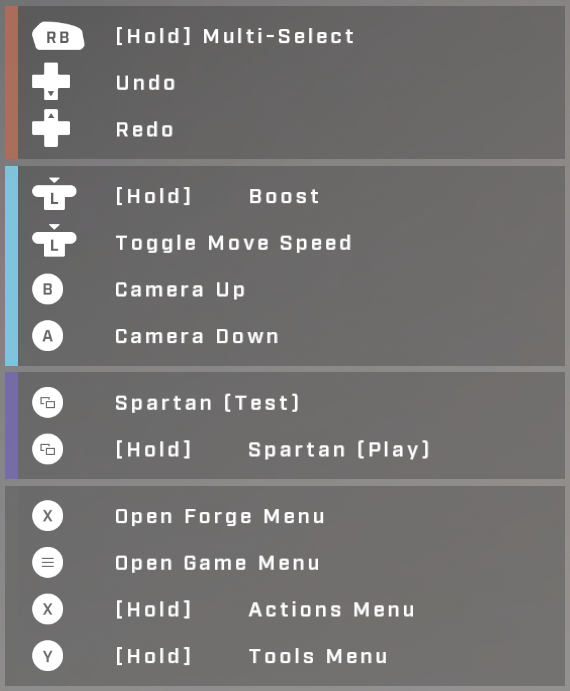 RB [Hold] Multi-Select
Undo
Redo
L [Hold] Boost
L Toggle Move Speed
B Camera Up
A Camera Down
Spartan (Test)
[Hold] Spartan (Play)
X Open Forge Menu
Open Game Menu
X [Hold] Actions Menu
Y [Hold] Tools Menu